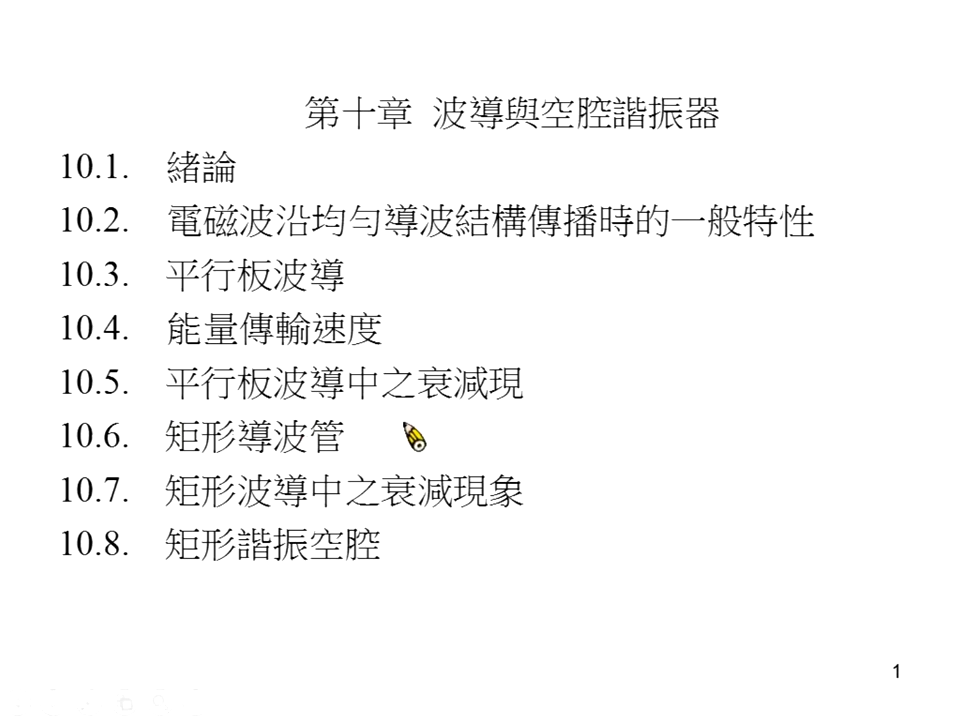 第十章 波導與空腔諧振器
10.1. 緒論
10.2. 電磁波沿均勻導波結構傳播時的一般特性
10.3. 平行板波導
10.4. 能量傳輸速度
10.5. 平行板波導中之衰減現
10.6. 矩形導波管
10.7. 矩形波導中之衰減現象
10.8. 矩形諧振空腔
1